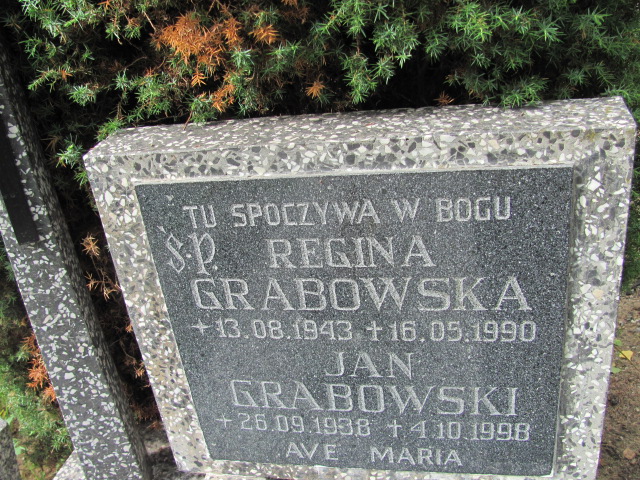 TU SPOCZYWA W BOGU
Ś.P. REGINA
GRABOWSKA
+13.08.1943 +16.05.1990
JAN
GRABOWSKI
+26.09.1938 +4.10.1998
AVE MARIA